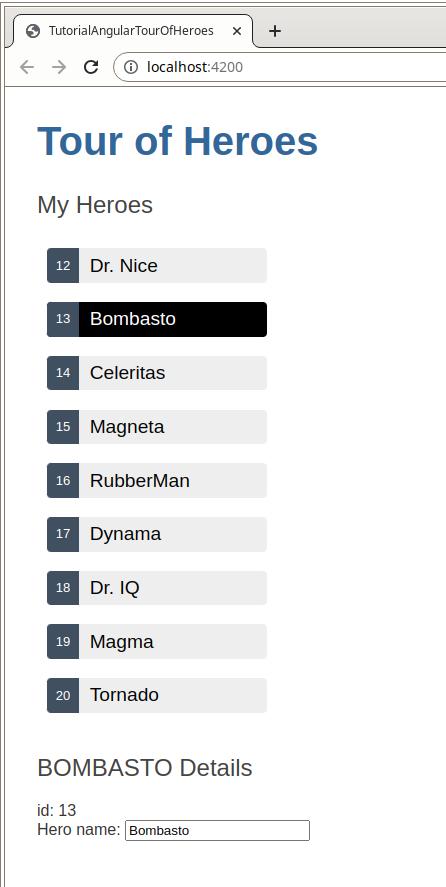 TutorialAngularTourOfHeroes
localhost:4200
Tour of Heroes
My Heroes
12 Dr. Nice
13 Bombasto
14 Celeritas
15 Magneta
16 RubberMan
17 Dynama
18 Dr. IQ
19 Magma
20 Tornado
BOMBASTO Details
id: 13
Hero name: Bombasto